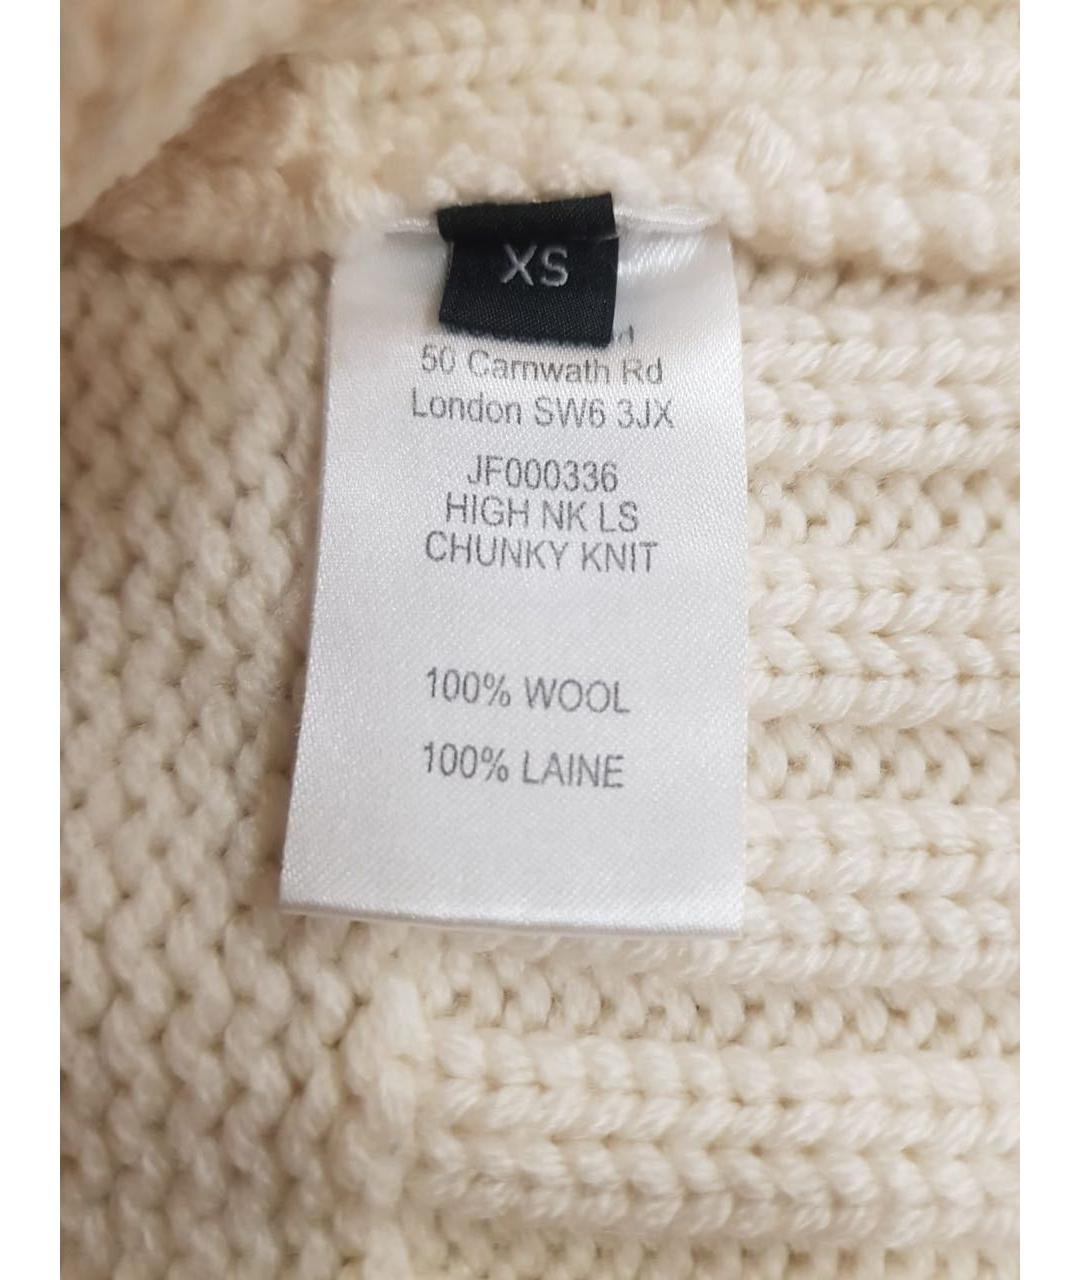 XS
50 Carnwath Rd
London SW6 3JX
JF000336
HIGH NK LS
CHUNKY KNIT
100% WOOL
100% LAINE